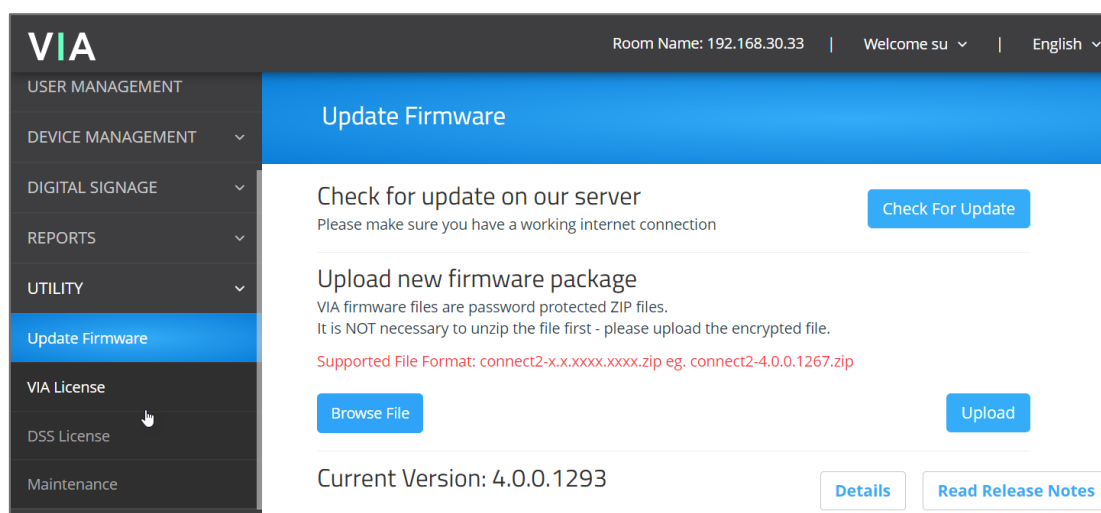 VIA
Room Name: 192.168.30.33 | Welcome su | English
USER MANAGEMENT
DEVICE MANAGEMENT
DIGITAL SIGNAGE
REPORTS
UTILITY
Update Firmware
VIA License
DSS License
Maintenance
Update Firmware
Check for update on our server
Please make sure you have a working internet connection
Check For Update
Upload new firmware package
VIA firmware files are password protected ZIP files.
It is NOT necessary to unzip the file first - please upload the encrypted file.
Supported File Format: connect2-x.x.xxxx.xxxx.zip eg. connect2-4.0.0.1267.zip
Browse File
Upload
Current Version: 4.0.0.1293
Details
Read Release Notes